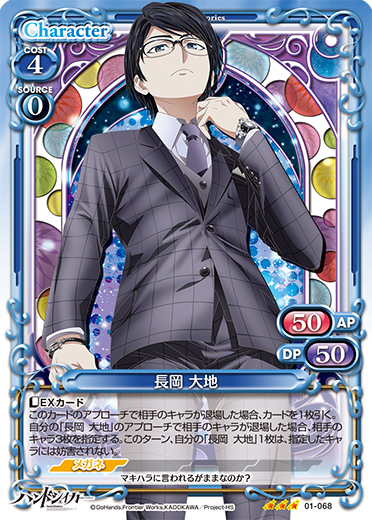 Character
ories
COST
4
SOURCE
0
50 AP
DP 50
長岡 大地
EXカード
このカードのアプローチで相手のキャラが退場した場合、カードを1枚引く。
自分の「長岡 大地」のアプローチで相手のキャラが退場した場合、相手の
キャラ3枚を指定する。このターン、自分の「長岡 大地」1枚は、指定したキャ
ラには妨害されない。
メガネ
マキハラに言われるがままなのか?
ハンドシェイカー
©GoHands,Frontier Works,KADOKAWA/Project-HS
01-068